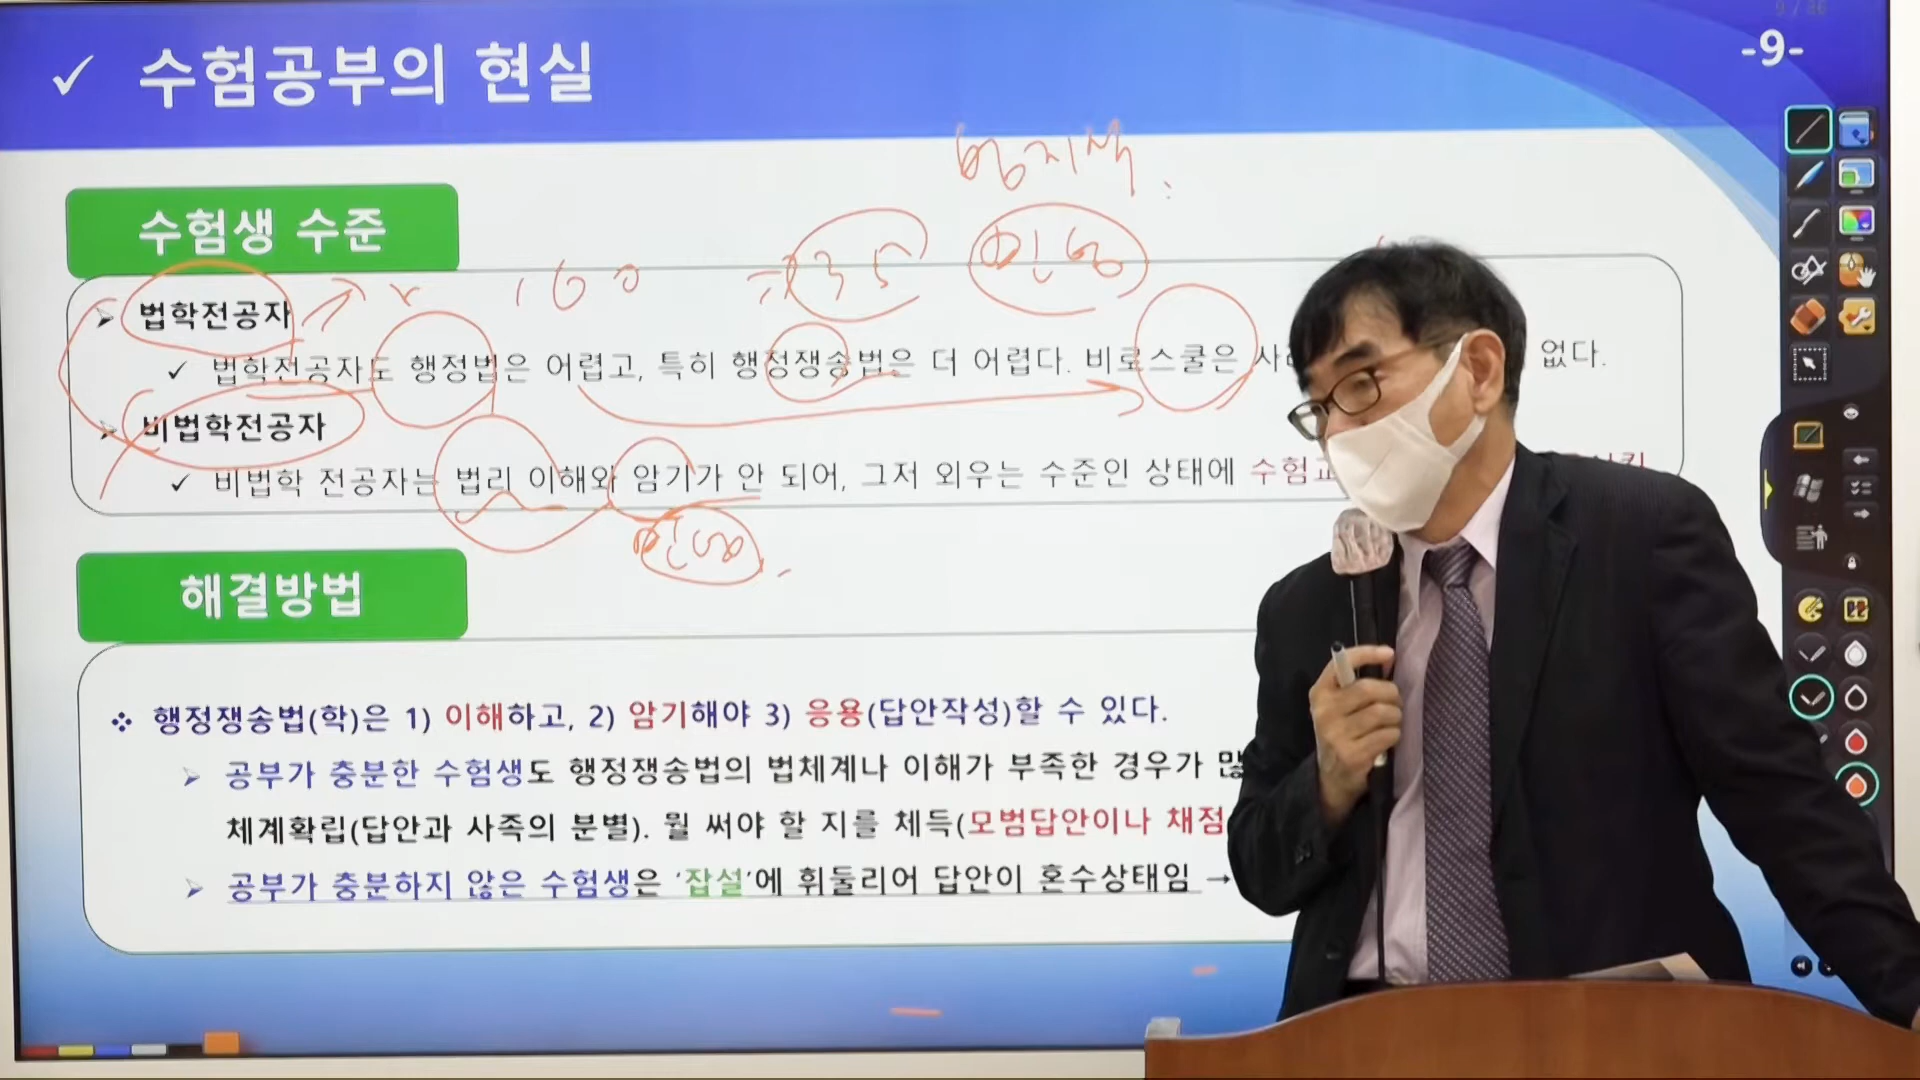 9 / 36
-9-
✓ 수험공부의 현실
수험생 수준
➢ 법학전공자
✓ 법학전공자도 행정법은 어렵고, 특히 행정쟁송법은 더 어렵다. 비로스쿨은 없다.
➢ 비법학전공자
✓ 비법학 전공자는 법리 이해와 암기가 안 되어, 그저 외우는 수준인 상태에
해결방법
❖ 행정쟁송법(학)은 1) 이해하고, 2) 암기해야 3) 응용(답안작성)할 수 있다.
➢ 공부가 충분한 수험생도 행정쟁송법의 법체계나 이해가 부족한 경우가 많
체계확립(답안과 사족의 분별). 뭘 써야 할 지를 체득(모범답안이나 채점
➢ 공부가 충분하지 않은 수험생은 ‘잡설’에 휘둘리어 답안이 혼수상태임 →